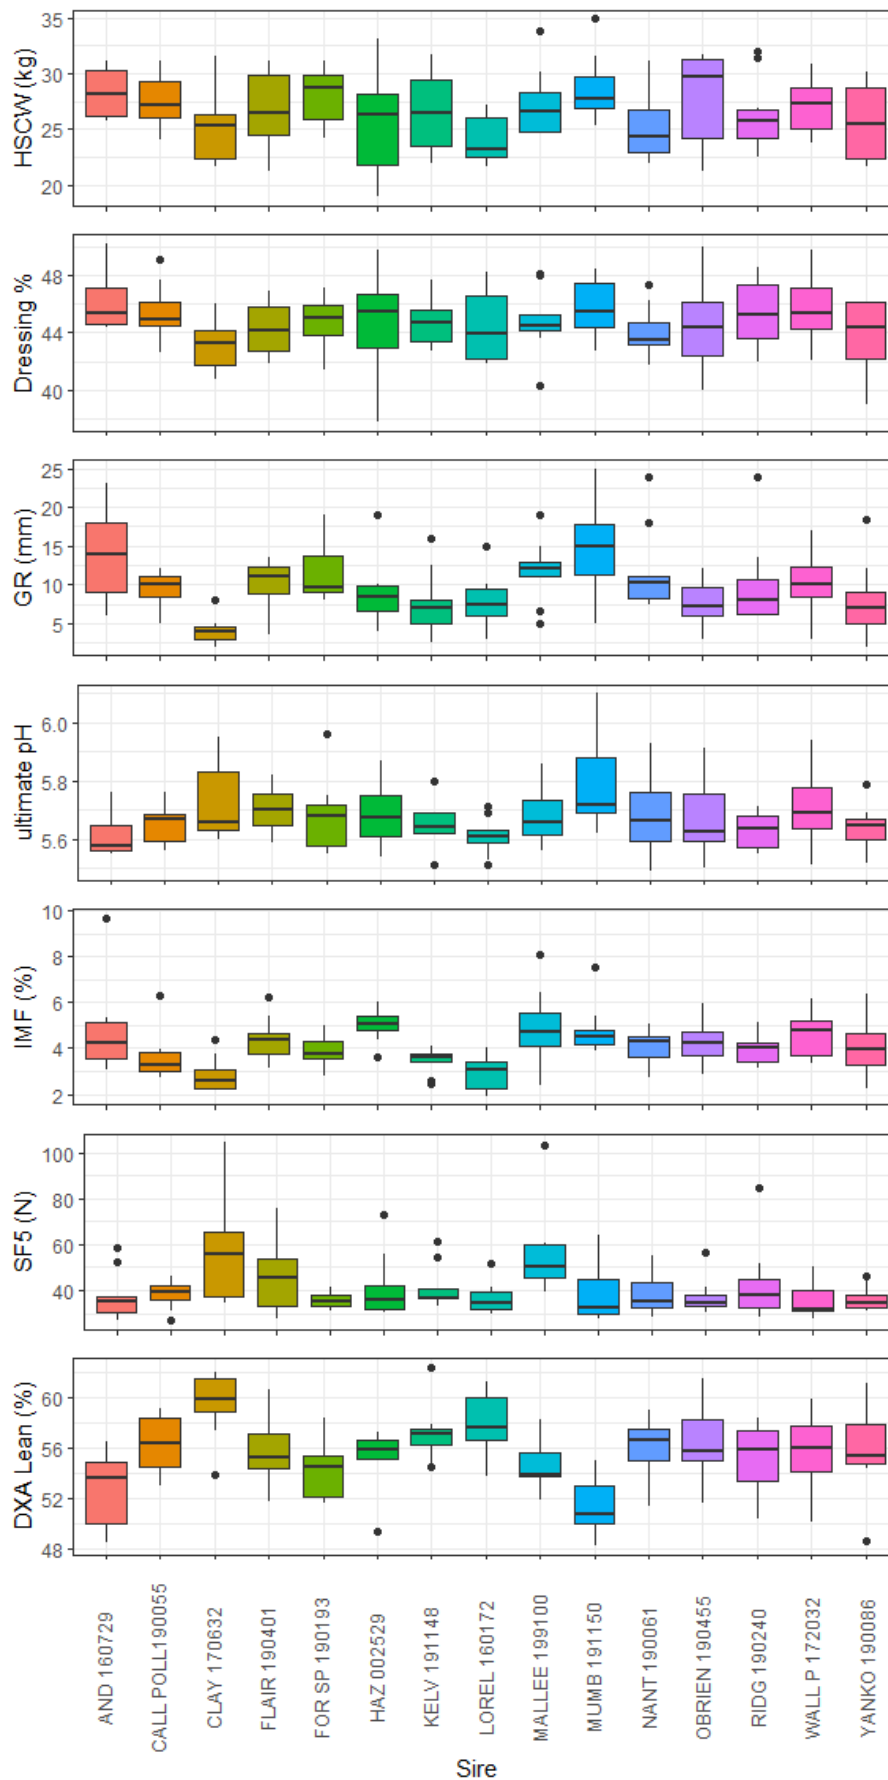 HSCW (kg)
35
30
25
20
Dressing %
48
44
40
GR (mm)
25
20
15
10
5
ultimate pH
6.0
5.8
5.6
IMF (%)
10
8
6
4
2
SF5 (N)
100
80
60
40
DXA Lean (%)
60
56
52
48
AND 160729
CALL POLL190055
CLAY 170632
FLAIR 190401
FOR SP 190193
HAZ 002529
KELV 191148
LOREL 160172
MALLEE 199100
MUMB 191150
NANT 190061
OBRIEN 190455
RIDG 190240
WALL P 172032
YANKO 190086
Sire